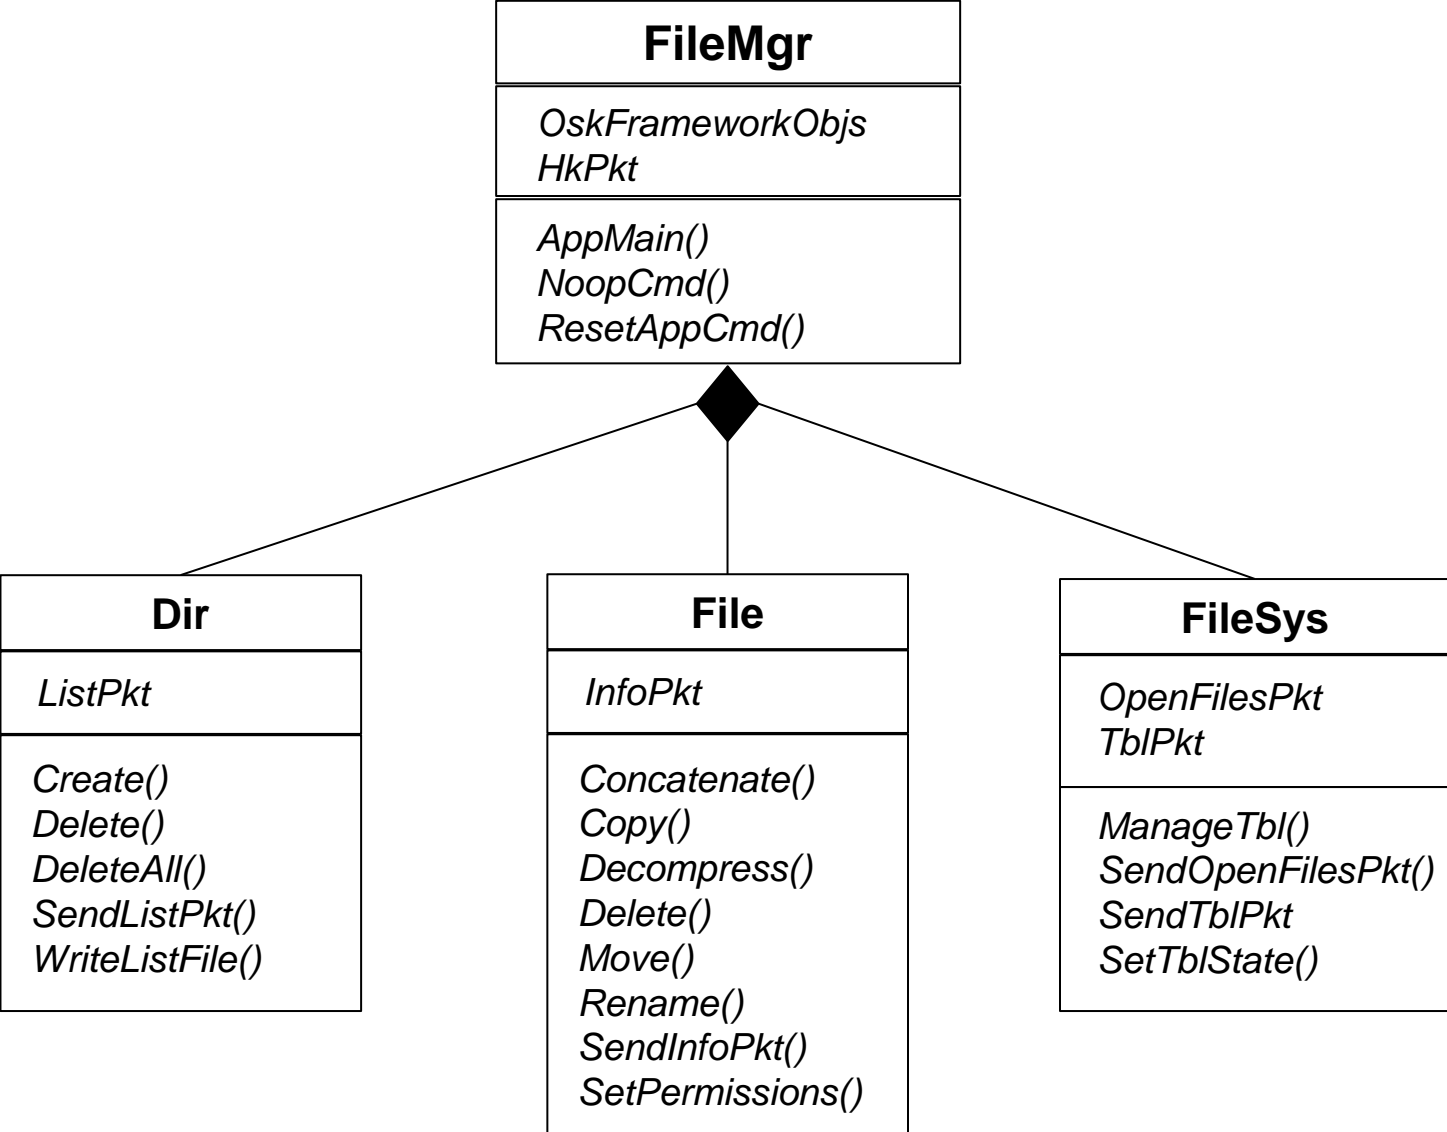 FileMgr
OskFrameworkObjs
HkPkt
AppMain()
NoopCmd()
ResetAppCmd()
Dir
ListPkt
Create()
Delete()
DeleteAll()
SendListPkt()
WriteListFile()
File
InfoPkt
Concatenate()
Copy()
Decompress()
Delete()
Move()
Rename()
SendInfoPkt()
SetPermissions()
FileSys
OpenFilesPkt
TblPkt
ManageTbl()
SendOpenFilesPkt()
SendTblPkt
SetTblState()